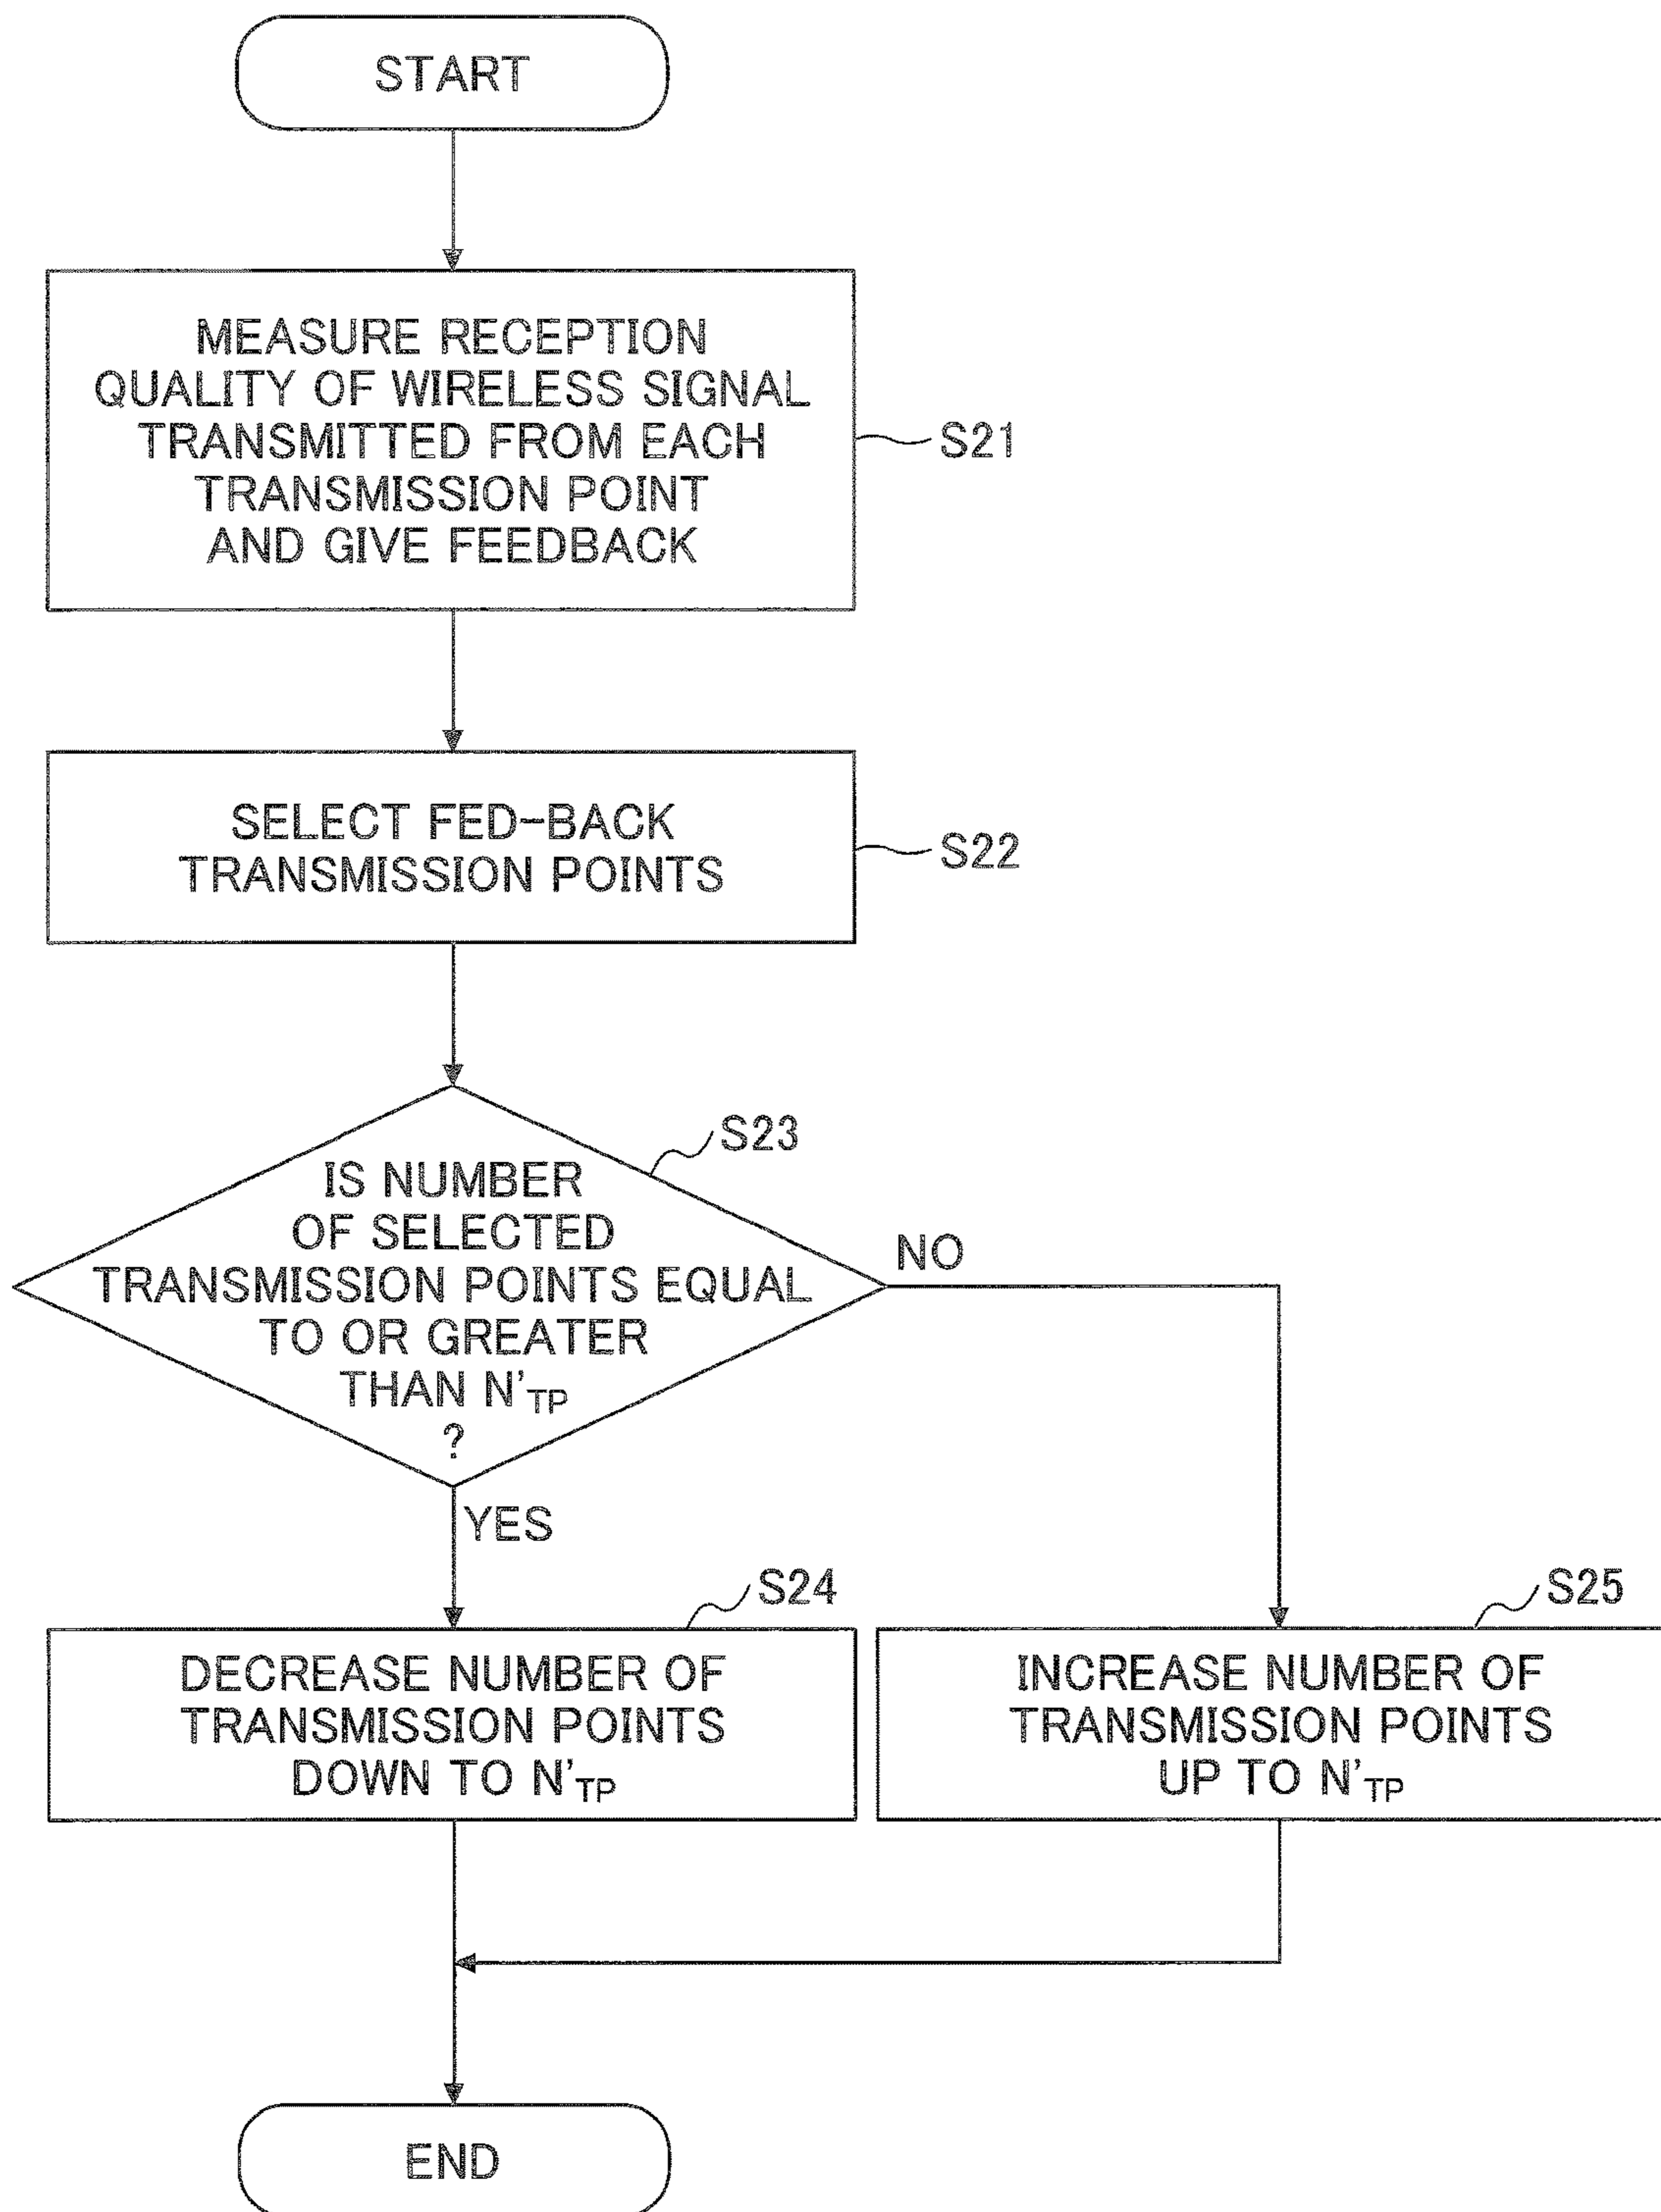 START
MEASURE RECEPTION
QUALITY OF WIRELESS SIGNAL
TRANSMITTED FROM EACH
TRANSMISSION POINT
AND GIVE FEEDBACK
S21
SELECT FED-BACK
TRANSMISSION POINTS
S22
S23
IS NUMBER
OF SELECTED
TRANSMISSION POINTS EQUAL
TO OR GREATER
THAN N'TP
?
NO
YES
S24
DECREASE NUMBER OF
TRANSMISSION POINTS
DOWN TO N'TP
S25
INCREASE NUMBER OF
TRANSMISSION POINTS
UP TO N'TP
END